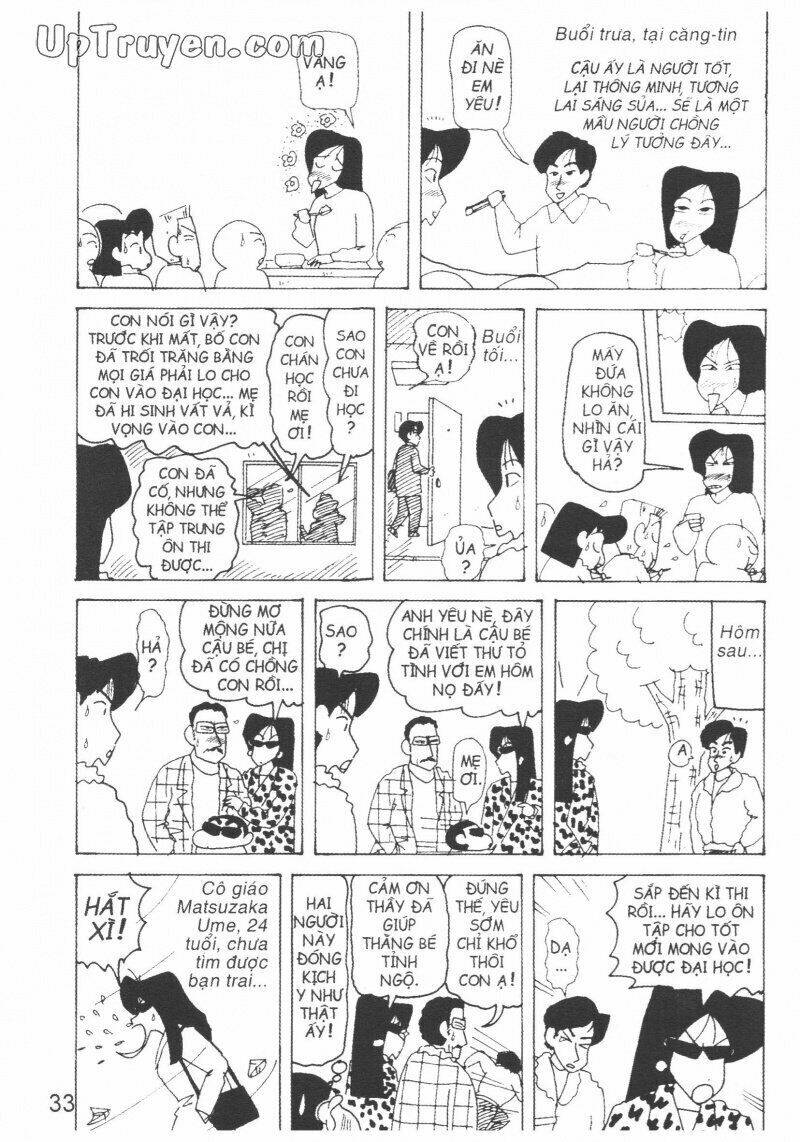 UpTruyen.com
Buổi trưa, tại căng-tin
CẬU ẤY LÀ NGƯỜI TỐT,
LẠI THÔNG MINH, TƯƠNG
LAI SÁNG SỦA... SẼ LÀ MỘT
MẪU NGƯỜI CHỒNG
LÝ TƯỞNG ĐÂY...
ĂN
ĐI NÈ
EM
YÊU!
VÂNG
Ạ!
MẤY
ĐỨA
KHÔNG
LO ĂN,
NHÌN CÁI
GÌ VẬY
HẢ?
Buổi
tối...
CON
VỀ RỒI
Ạ!
ỦA
?
SAO
CON
CHƯA
ĐI
HỌC?
CON
CHÁN
HỌC
RỒI
MẸ
ƠI!
CON NÓI GÌ VẬY?
TRƯỚC KHI MẤT, BỐ CON
ĐÃ TRỐI TRĂNG BẰNG
MỌI GIÁ PHẢI LO CHO
CON VÀO ĐẠI HỌC... MẸ
ĐÃ HI SINH VẤT VẢ, KÌ
VỌNG VÀO CON...
CON ĐÃ
CỐ, NHƯNG
KHÔNG THỂ
TẬP TRUNG
ÔN THI
ĐƯỢC...
Hôm
sau...
A
ANH YÊU NÈ, ĐÂY
CHÍNH LÀ CẬU BÉ
ĐÃ VIẾT THƯ TỎ
TÌNH VỚI EM HÔM
NỌ ĐẤY!
SAO
?
MẸ
ƠI.
ĐỪNG MƠ
MỘNG NỮA
CẬU BÉ, CHỊ
ĐÃ CÓ CHỒNG
CON RỒI...
HẢ
?
SẮP ĐẾN KÌ THI
RỒI... HÃY LO ÔN
TẬP CHO TỐT
MỚI MONG VÀO
ĐƯỢC ĐẠI HỌC!
DẠ
...
ĐÚNG
THẾ, YÊU
SỚM
CHỈ KHỔ
THÔI
CON Ạ!
CẢM ƠN
THẦY ĐÃ
GIÚP
THẰNG BÉ
TỈNH
NGỘ.
HAI
NGƯỜI
NÀY
ĐÓNG
KỊCH
Y NHƯ
THẬT
ẤY!
Cô giáo
Matsuzaka
Ume, 24
tuổi, chưa
tìm được
bạn trai...
HẮT
XÌ!
33